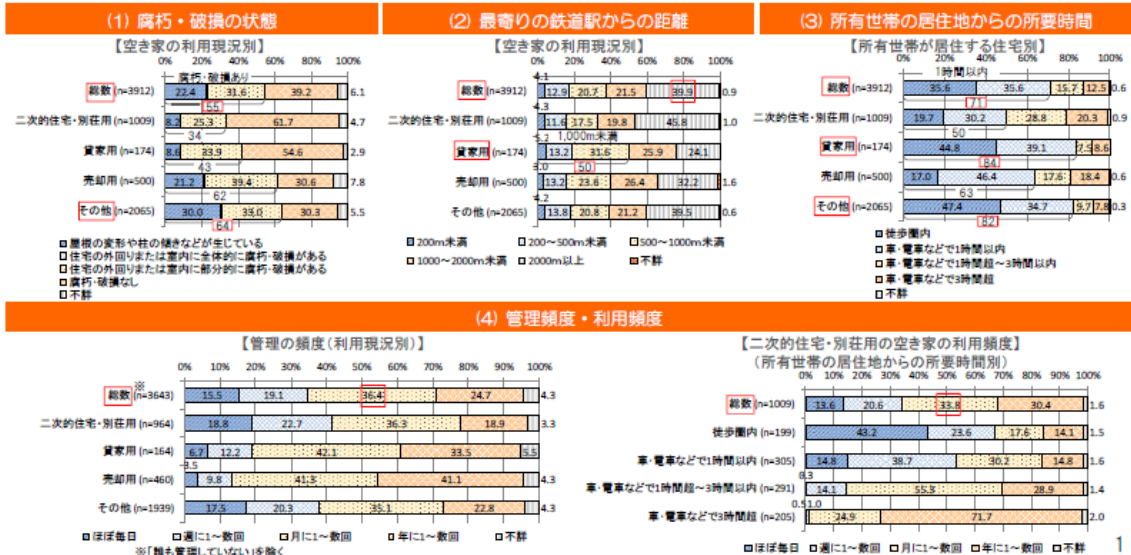 (1) 腐朽・破損の状態
(2) 最寄りの鉄道駅からの距離
(3) 所有世帯の居住地からの所要時間
【空き家の利用現況別】
0% 20% 40% 60% 80% 100%
腐朽・破損あり
総数 (n=3912) 22.4 31.6 39.2 6.1
55
二次的住宅・別荘用 (n=1009) 8.2 25.3 61.7 4.7
34
貸家用 (n=174) 8.6 33.9 54.6 2.9
43
売却用 (n=500) 21.2 39.4 30.6 7.8
62
その他 (n=2065) 30.0 33.0 30.3 5.5
64
屋根の変形や柱の傾きなどが生じている
住宅の外回りまたは室内に全体的に腐朽・破損がある
住宅の外回りまたは室内に部分的に腐朽・破損がある
腐朽・破損なし
不詳
【空き家の利用現況別】
0% 20% 40% 60% 80% 100%
4.1
総数 (n=3912) 12.9 20.7 21.5 39.9 0.9
4.3
二次的住宅・別荘用 (n=1009) 11.6 17.5 19.8 45.8 1.0
5.2 1,000m未満
貸家用 (n=174) 13.2 31.6 25.9 24.1
50
3.0
売却用 (n=500) 13.2 23.6 26.4 32.2 1.6
4.2
その他 (n=2065) 13.8 20.8 21.2 39.5 0.6
200m未満 200～500m未満 500～1000m未満
1000～2000m未満 2000m以上 不詳
【所有世帯が居住する住宅別】
0% 20% 40% 60% 80% 100%
1時間以内
総数 (n=3912) 35.6 35.6 15.7 12.5 0.6
71
二次的住宅・別荘用 (n=1009) 19.7 30.2 28.8 20.3 0.9
50
貸家用 (n=174) 44.8 39.1 7.5 8.6
84
売却用 (n=500) 17.0 46.4 17.6 18.4 0.6
63
その他 (n=2065) 47.4 34.7 9.7 7.8 0.3
82
徒歩圏内
車・電車などで1時間以内
車・電車などで1時間超～3時間以内
車・電車などで3時間超
不詳
(4) 管理頻度・利用頻度
【管理の頻度(利用現況別)】
0% 10% 20% 30% 40% 50% 60% 70% 80% 90% 100%
※
総数 (n=3643) 15.5 19.1 36.4 24.7 4.3
二次的住宅・別荘用 (n=964) 18.8 22.7 36.3 18.9 3.3
貸家用 (n=164) 6.7 12.2 42.1 33.5 5.5
3.5
売却用 (n=460) 9.8 41.3 41.1 4.3
その他 (n=1939) 17.5 20.3 35.1 22.8 4.3
ほぼ毎日 週に1～数回 月に1～数回 年に1～数回 不詳
※「誰も管理していない」を除く
【二次的住宅・別荘用の空き家の利用頻度】
(所有世帯の居住地からの所要時間別)
0% 10% 20% 30% 40% 50% 60% 70% 80% 90% 100%
総数 (n=1009) 13.6 20.6 33.8 30.4 1.6
徒歩圏内 (n=199) 43.2 23.6 17.6 14.1 1.5
車・電車などで1時間以内 (n=305) 14.8 38.7 30.2 14.8 1.6
0.3
車・電車などで1時間超～3時間以内 (n=291) 14.1 55.3 28.9 1.4
0.5 1.0
車・電車などで3時間超 (n=205) 24.9 71.7 2.0
ほぼ毎日 週に1～数回 月に1～数回 年に1～数回 不詳
1